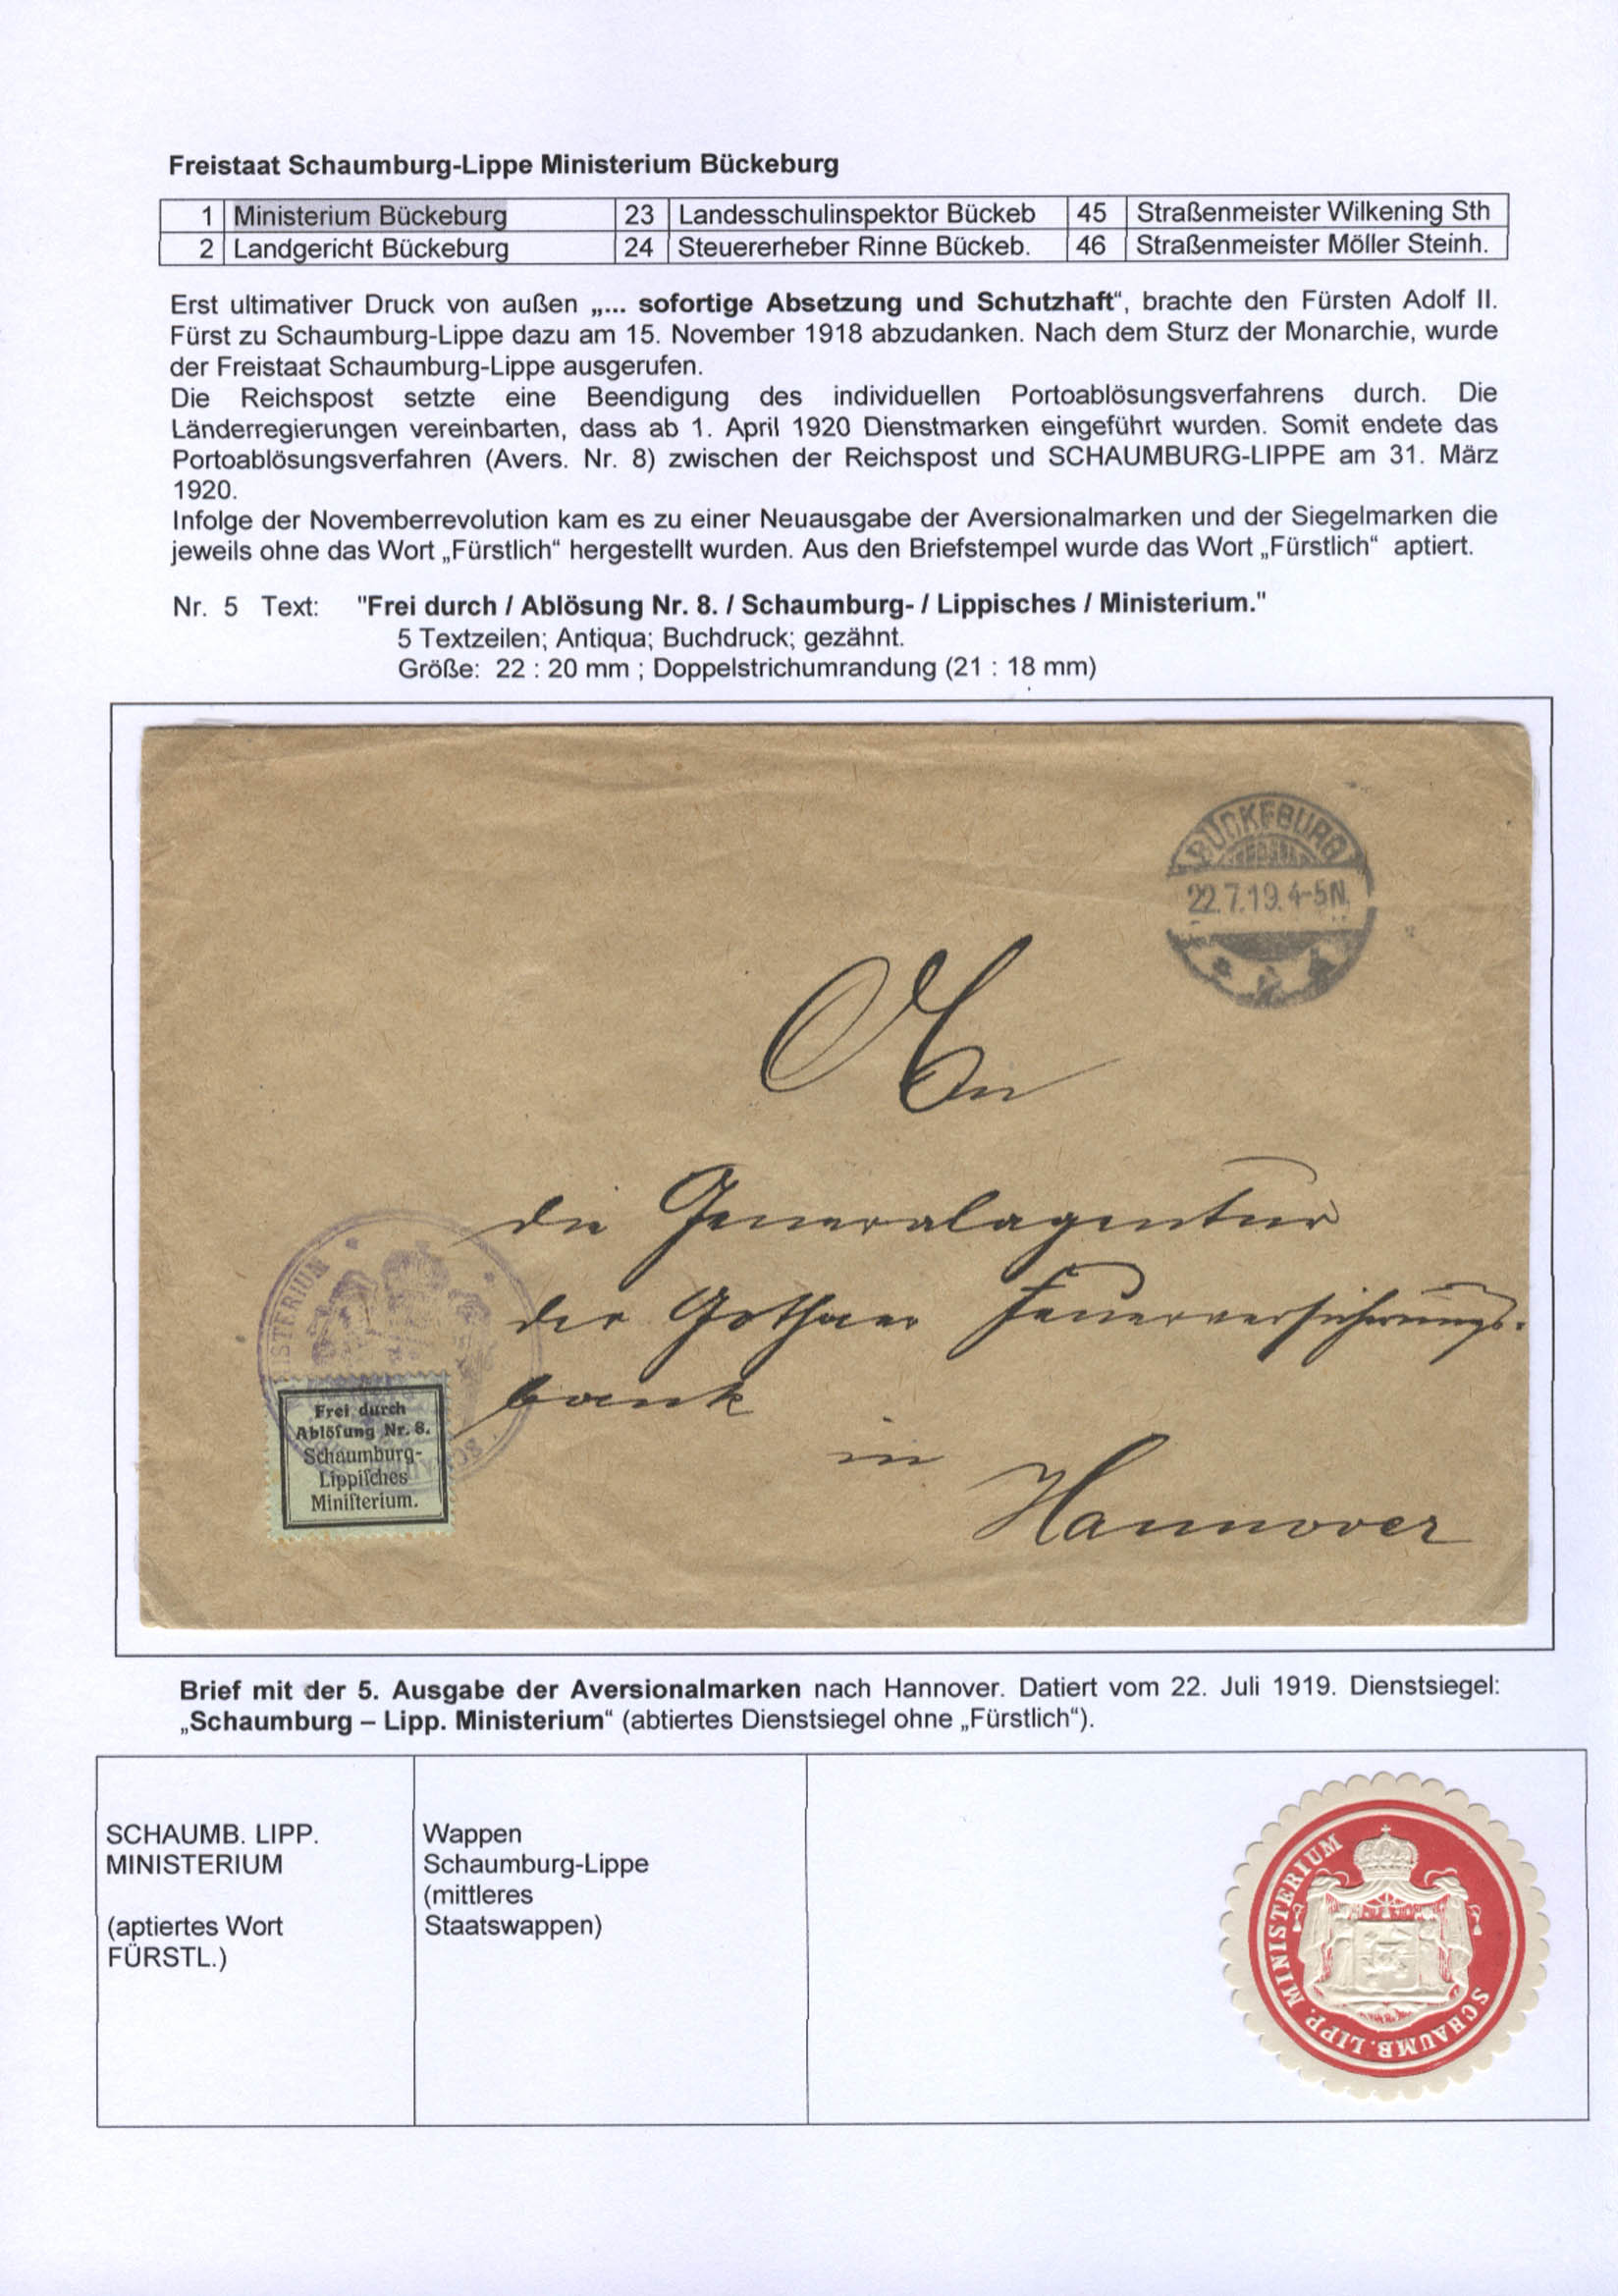 Freistaat Schaumburg-Lippe Ministerium Bückeburg
1 Ministerium Bückeburg 23 Landesschulinspektor Bückeb 45 Straßenmeister Wilkening Sth
2 Landgericht Bückeburg 24 Steuererheber Rinne Bückeb. 46 Straßenmeister Möller Steinh.
Erst ultimativer Druck von außen „... sofortige Absetzung und Schutzhaft“, brachte den Fürsten Adolf II.
Fürst zu Schaumburg-Lippe dazu am 15. November 1918 abzudanken. Nach dem Sturz der Monarchie, wurde
der Freistaat Schaumburg-Lippe ausgerufen.
Die Reichspost setzte eine Beendigung des individuellen Portoablösungsverfahrens durch. Die
Länderregierungen vereinbarten, dass ab 1. April 1920 Dienstmarken eingeführt wurden. Somit endete das
Portoablösungsverfahren (Avers. Nr. 8) zwischen der Reichspost und SCHAUMBURG-LIPPE am 31. März
1920.
Infolge der Novemberrevolution kam es zu einer Neuausgabe der Aversionalmarken und der Siegelmarken die
jeweils ohne das Wort „Fürstlich“ hergestellt wurden. Aus den Briefstempel wurde das Wort „Fürstlich“ aptiert.
Nr. 5 Text: "Frei durch / Ablösung Nr. 8. / Schaumburg- / Lippisches / Ministerium."
5 Textzeilen; Antiqua; Buchdruck; gezähnt.
Größe: 22 : 20 mm ; Doppelstrichumrandung (21 : 18 mm)
BÜCKEBURG
22.7.19.4-5N.
An
die Generalagentur
der Gothaer Feuerversicherungs-
bank
in
Hannover
NISTERIUM
Frei durch
Ablöſung Nr. 8.
Schaumburg-
Lippiſches
Miniſterium.
Brief mit der 5. Ausgabe der Aversionalmarken nach Hannover. Datiert vom 22. Juli 1919. Dienstsiegel:
„Schaumburg – Lipp. Ministerium“ (abtiertes Dienstsiegel ohne „Fürstlich“).
SCHAUMB. LIPP.
MINISTERIUM
(aptiertes Wort
FÜRSTL.)
Wappen
Schaumburg-Lippe
(mittleres
Staatswappen)
SCHAUMB. LIPP. MINISTERIUM